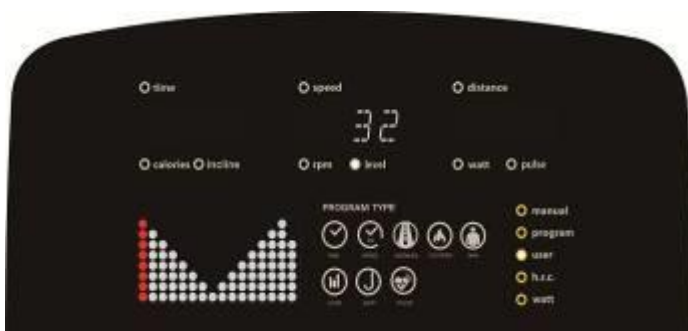 time speed distance
32
calories incline rpm level watt pulse
PROGRAM TYPE
manual
program
user
h.r.c.
watt